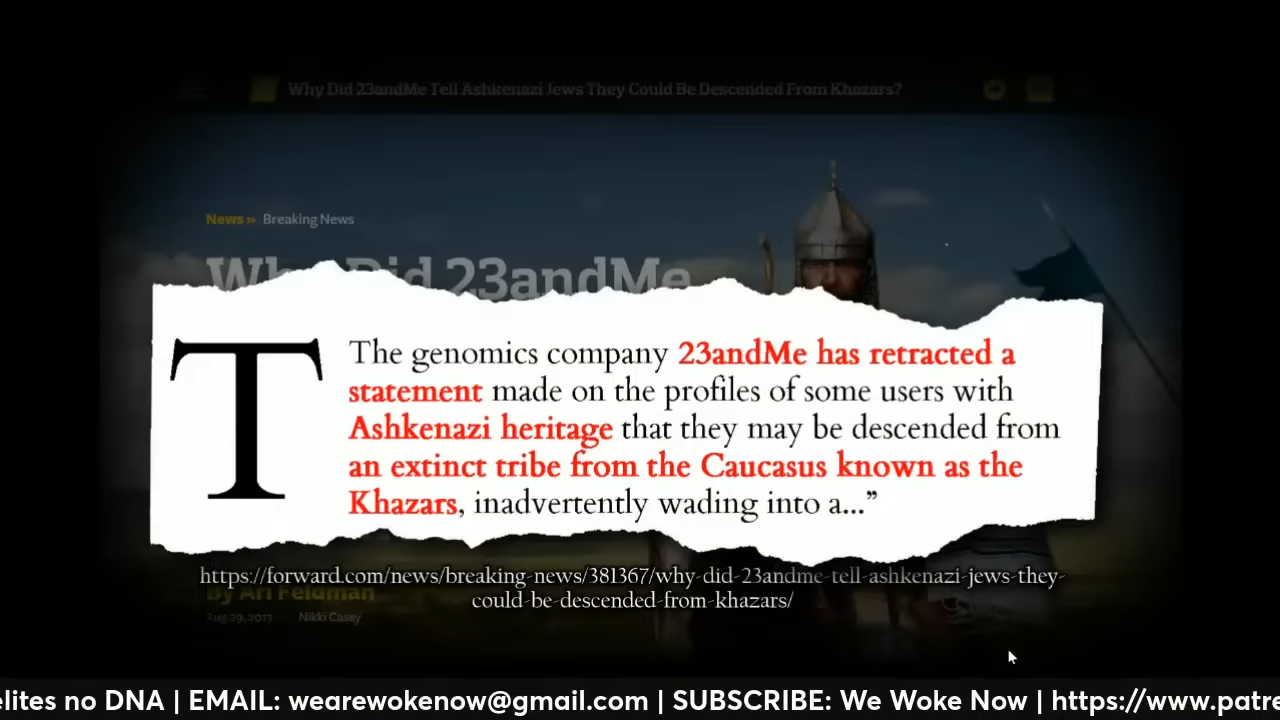 Why Did 23andMe Tell Ashkenazi Jews They Could Be Descended From Khazars?
News » Breaking News
Why Did 23andMe
T
The genomics company 23andMe has retracted a
statement made on the profiles of some users with
Ashkenazi heritage that they may be descended from
an extinct tribe from the Caucasus known as the
Khazars, inadvertently wading into a...”
https://forward.com/news/breaking-news/381367/why-did-23andme-tell-ashkenazi-jews-they-
could-be-descended-from-khazars/
By Ari Feldman
Aug 29, 2017 Nikki Casey
elites no DNA | EMAIL: wearewokenow@gmail.com | SUBSCRIBE: We Woke Now | https://www.patre